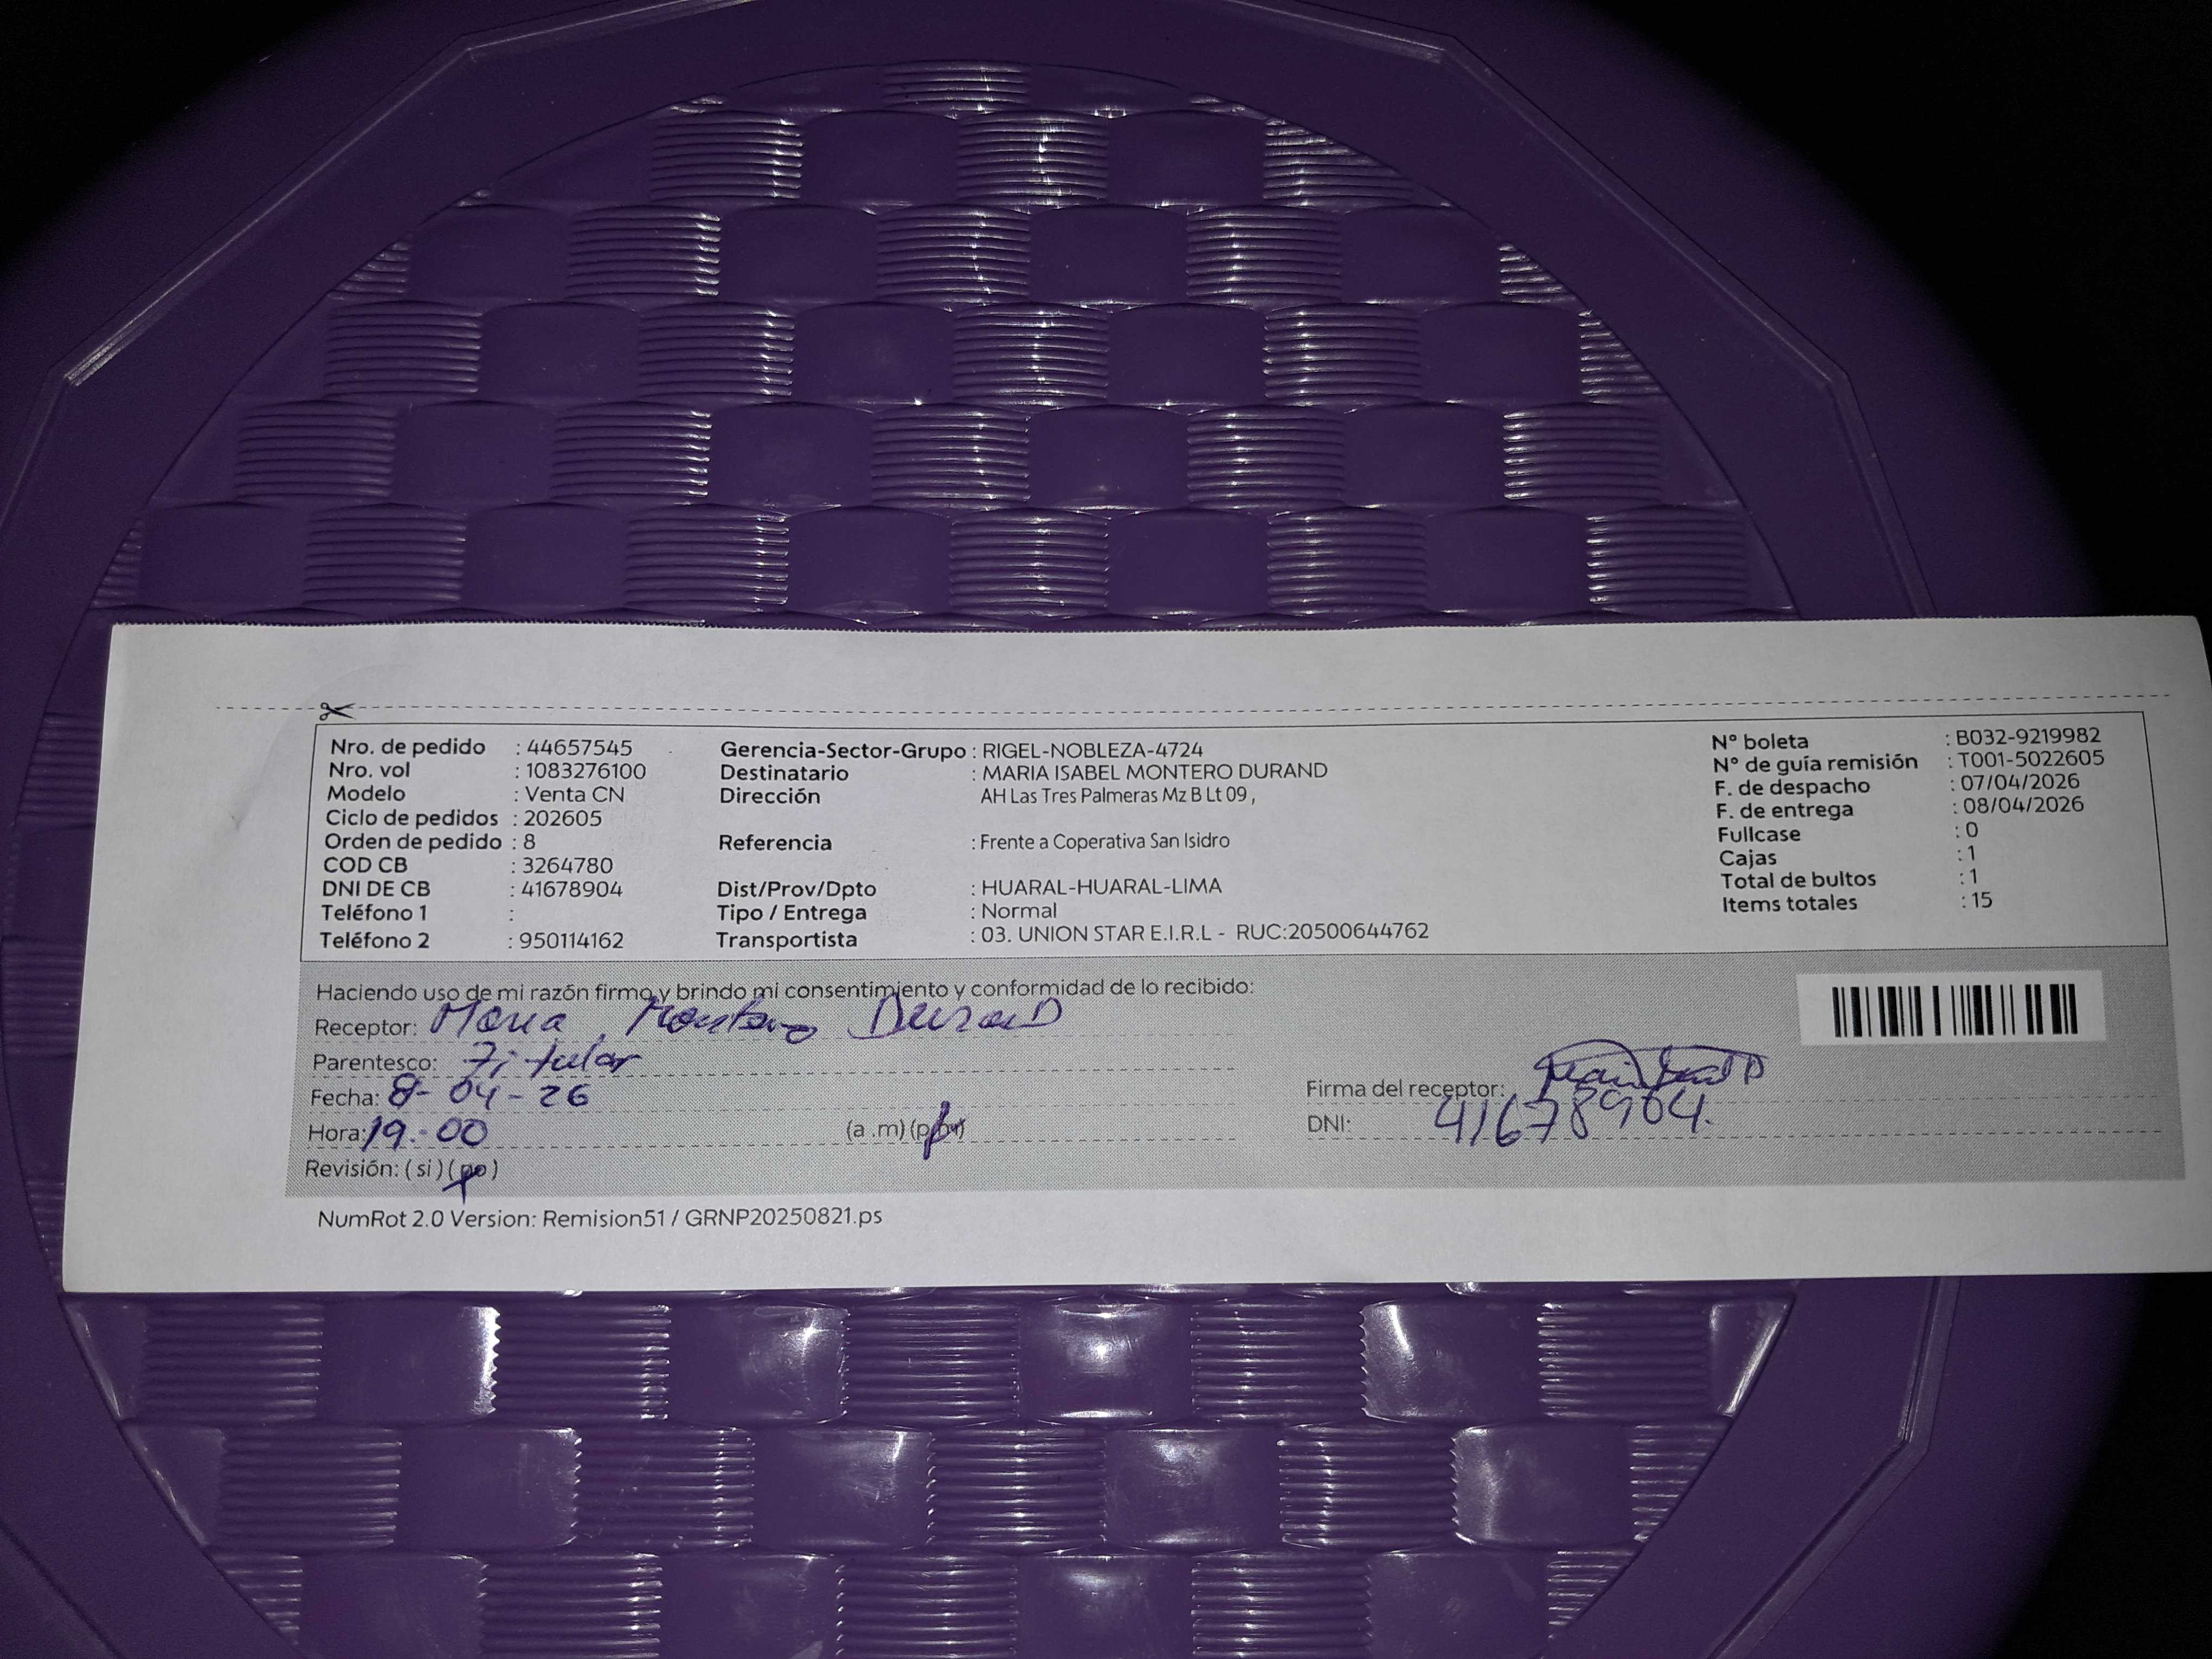 Nro. de pedido : 44657545
Nro. vol : 1083276100
Modelo : Venta CN
Ciclo de pedidos : 202605
Orden de pedido : 8
COD CB : 3264780
DNI DE CB : 41678904
Teléfono 1 :
Teléfono 2 : 950114162
Gerencia-Sector-Grupo : RIGEL-NOBLEZA-4724
Destinatario : MARIA ISABEL MONTERO DURAND
Dirección AH Las Tres Palmeras Mz B Lt 09 ,
Referencia : Frente a Coperativa San Isidro
Dist/Prov/Dpto : HUARAL-HUARAL-LIMA
Tipo / Entrega : Normal
Transportista : 03. UNION STAR E.I.R.L - RUC:20500644762
N° boleta : B032-9219982
N° de guía remisión : T001-5022605
F. de despacho : 07/04/2026
F. de entrega : 08/04/2026
Fullcase : 0
Cajas : 1
Total de bultos : 1
Items totales : 15
Haciendo uso de mi razón firmo y brindo mi consentimiento y conformidad de lo recibido:
Receptor: Maria Montero Durand
Parentesco: Titular
Fecha: 8-04-26
Hora: 19:00 (a .m) (p.m)
Revisión: ( si ) ( no )
Firma del receptor:
DNI: 41678904.
NumRot 2.0 Version: Remision51 / GRNP20250821.ps